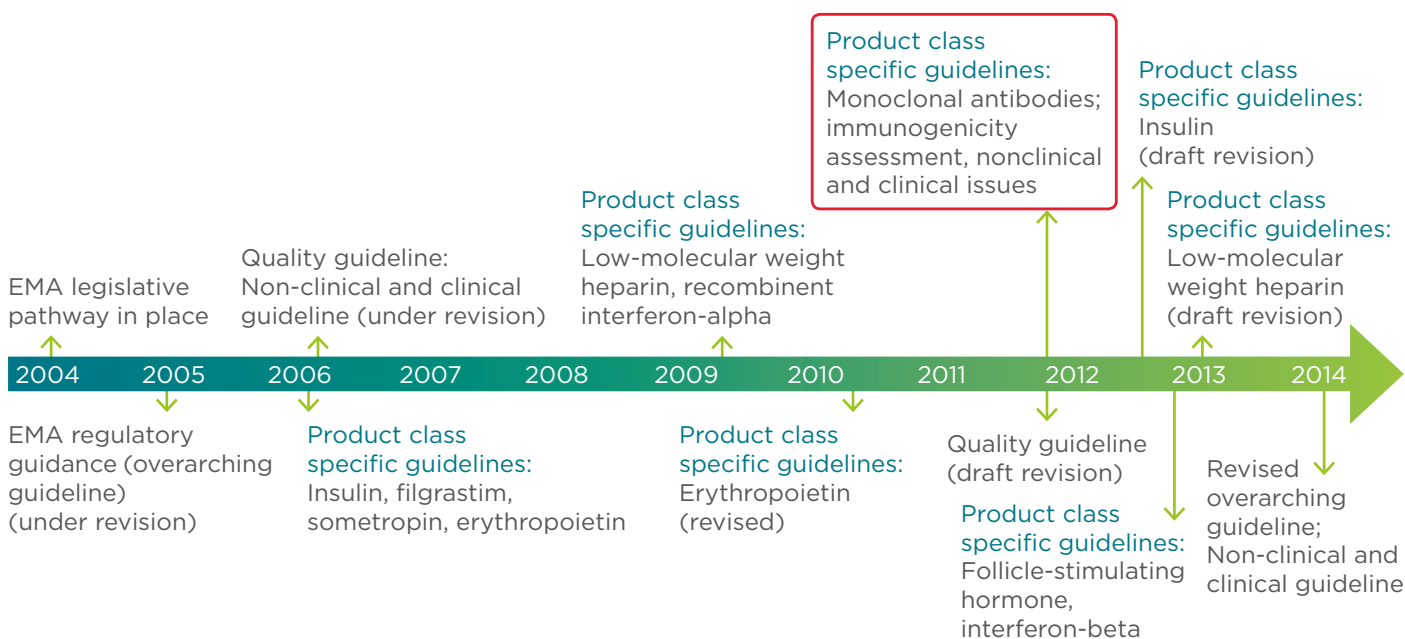 Product class
specific guidelines:
Monoclonal antibodies;
immunogenicity
assessment, nonclinical
and clinical issues
Product class
specific guidelines:
Insulin
(draft revision)
EMA legislative
pathway in place
Quality guideline:
Non-clinical and clinical
guideline (under revision)
Product class
specific guidelines:
Low-molecular weight
heparin, recombinent
interferon-alpha
Product class
specific guidelines:
Low-molecular
weight heparin
(draft revision)
2004 2005 2006 2007 2008 2009 2010 2011 2012 2013 2014
EMA regulatory
guidance (overarching
guideline)
(under revision)
Product class
specific guidelines:
Insulin, filgrastim,
sometropin, erythropoietin
Product class
specific guidelines:
Erythropoietin
(revised)
Quality guideline
(draft revision)
Product class
specific guidelines:
Follicle-stimulating
hormone,
interferon-beta
Revised
overarching
guideline;
Non-clinical and
clinical guideline